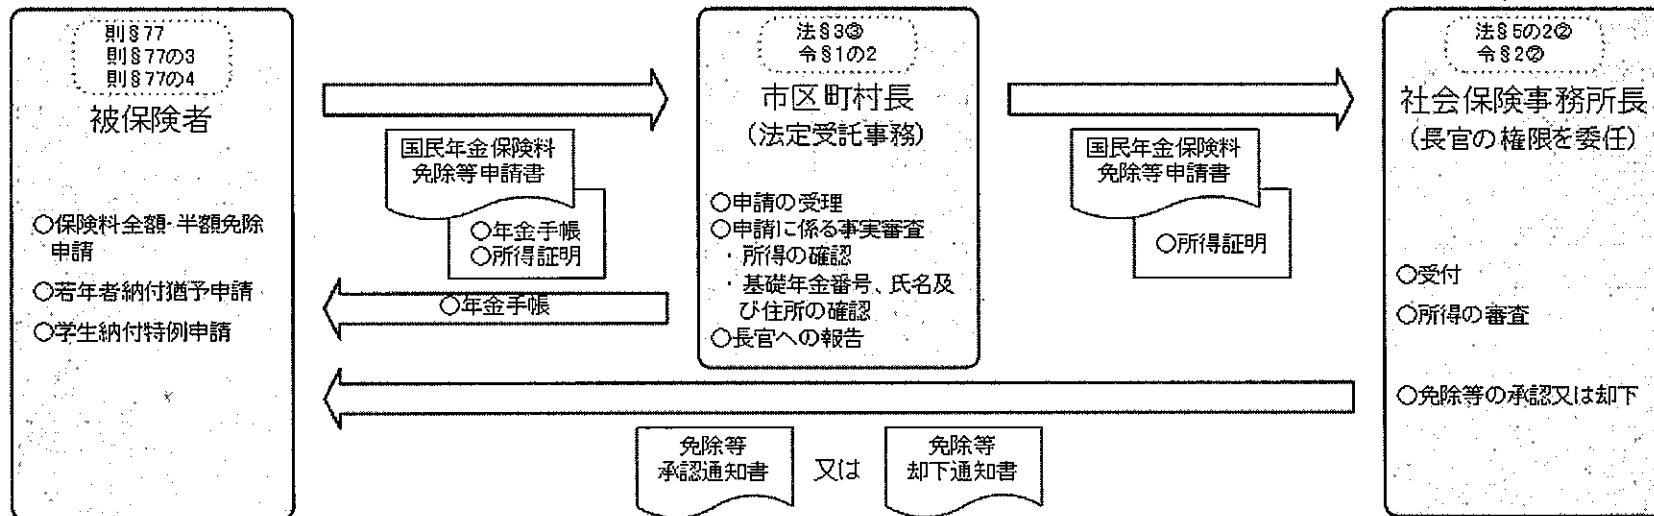 則§77
則§77の3
則§77の4
被保険者
○保険料全額・半額免除
申請
○若年者納付猶予申請
○学生納付特例申請
国民年金保険料
免除等申請書
○年金手帳
○所得証明
○年金手帳
法§3③
令§1の2
市区町村長
(法定受託事務)
○申請の受理
○申請に係る事実審査
・所得の確認
・基礎年金番号、氏名及
び住所の確認
○長官への報告
国民年金保険料
免除等申請書
○所得証明
法§5の2②
令§2②
社会保険事務所長
(長官の権限を委任)
○受付
○所得の審査
○免除等の承認又は却下
免除等
承認通知書
又は
免除等
却下通知書